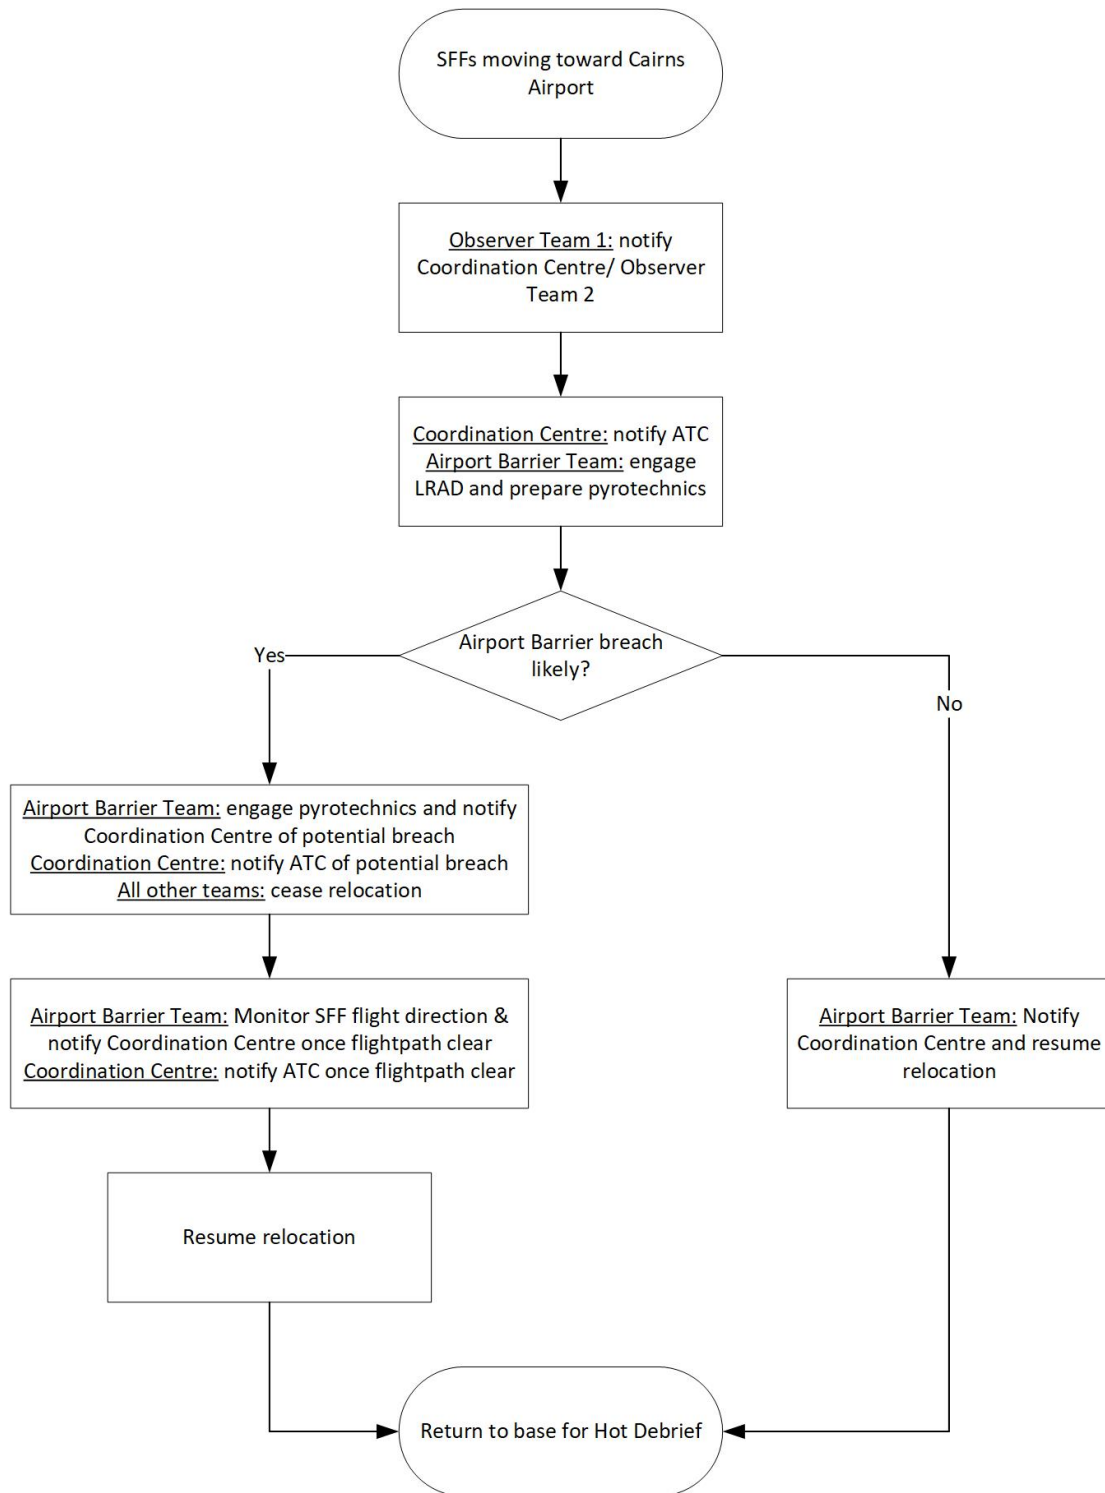 SFFs moving toward Cairns
Airport
Observer Team 1: notify
Coordination Centre/ Observer
Team 2
Coordination Centre: notify ATC
Airport Barrier Team: engage
LRAD and prepare pyrotechnics
Airport Barrier breach
likely?
Yes
No
Airport Barrier Team: engage pyrotechnics and notify
Coordination Centre of potential breach
Coordination Centre: notify ATC of potential breach
All other teams: cease relocation
Airport Barrier Team: Monitor SFF flight direction &
notify Coordination Centre once flightpath clear
Coordination Centre: notify ATC once flightpath clear
Airport Barrier Team: Notify
Coordination Centre and resume
relocation
Resume relocation
Return to base for Hot Debrief